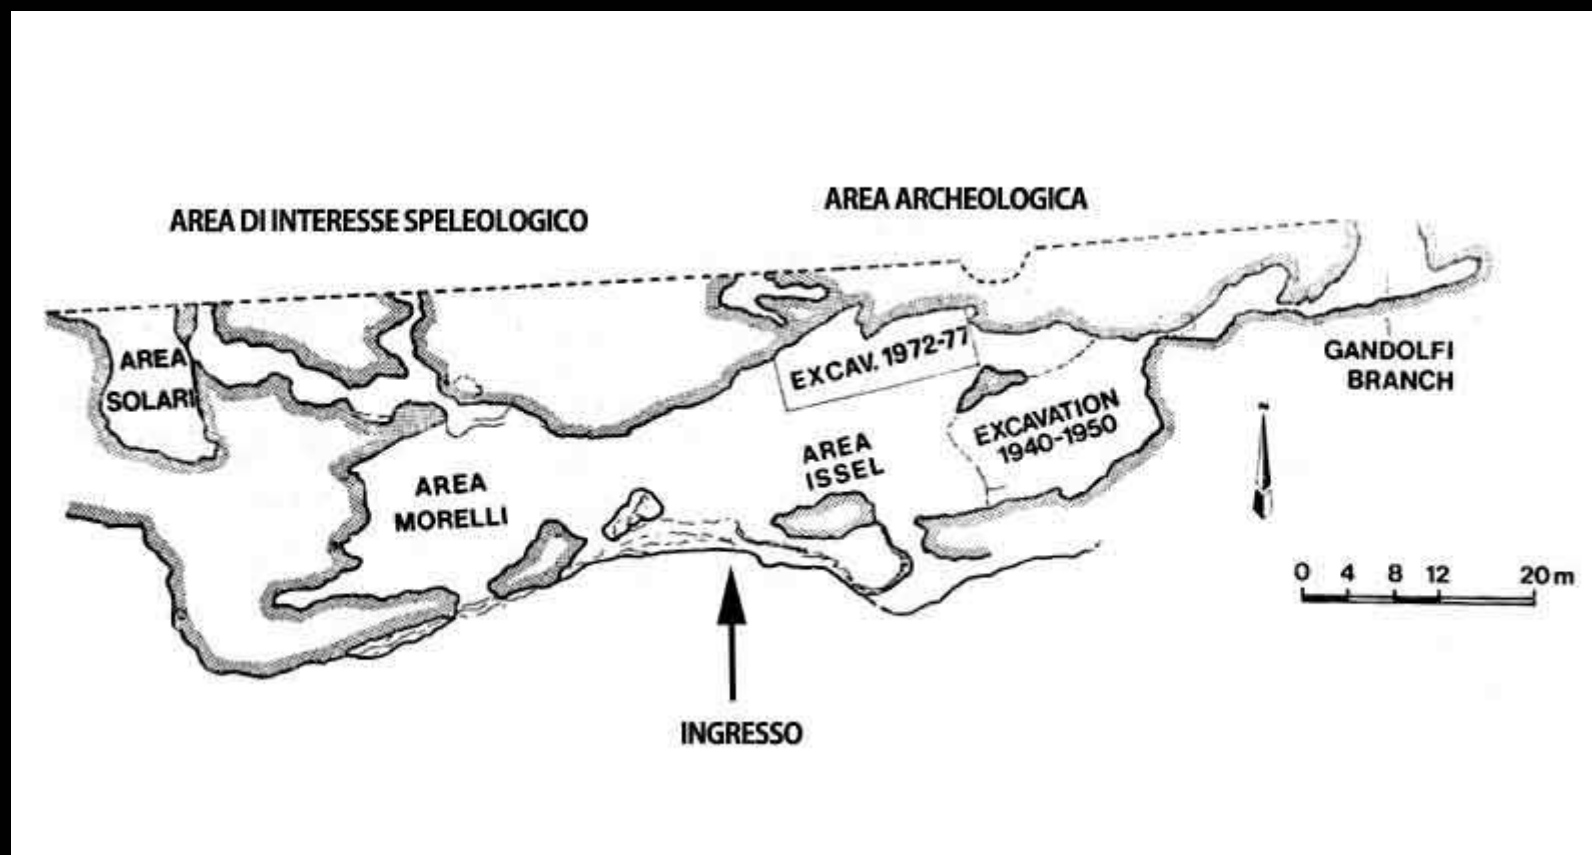 AREA DI INTERESSE SPELEOLOGICO
AREA ARCHEOLOGICA
AREA
SOLARI
EXCAV. 1972-77
GANDOLFI
BRANCH
EXCAVATION
1940-1950
AREA
ISSEL
AREA
MORELLI
N
0 4 8 12 20m
INGRESSO